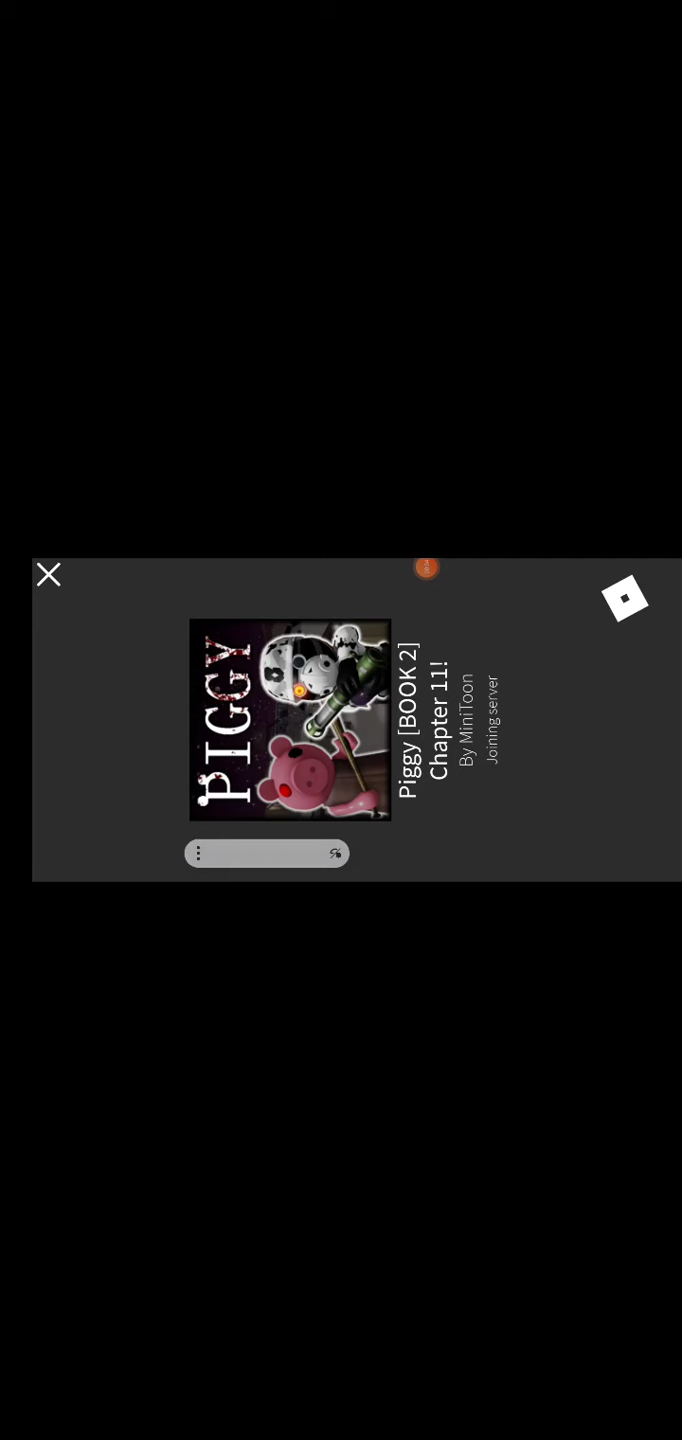 PIGGY
Piggy [BOOK 2]
Chapter 11!
By MiniToon
Joining server